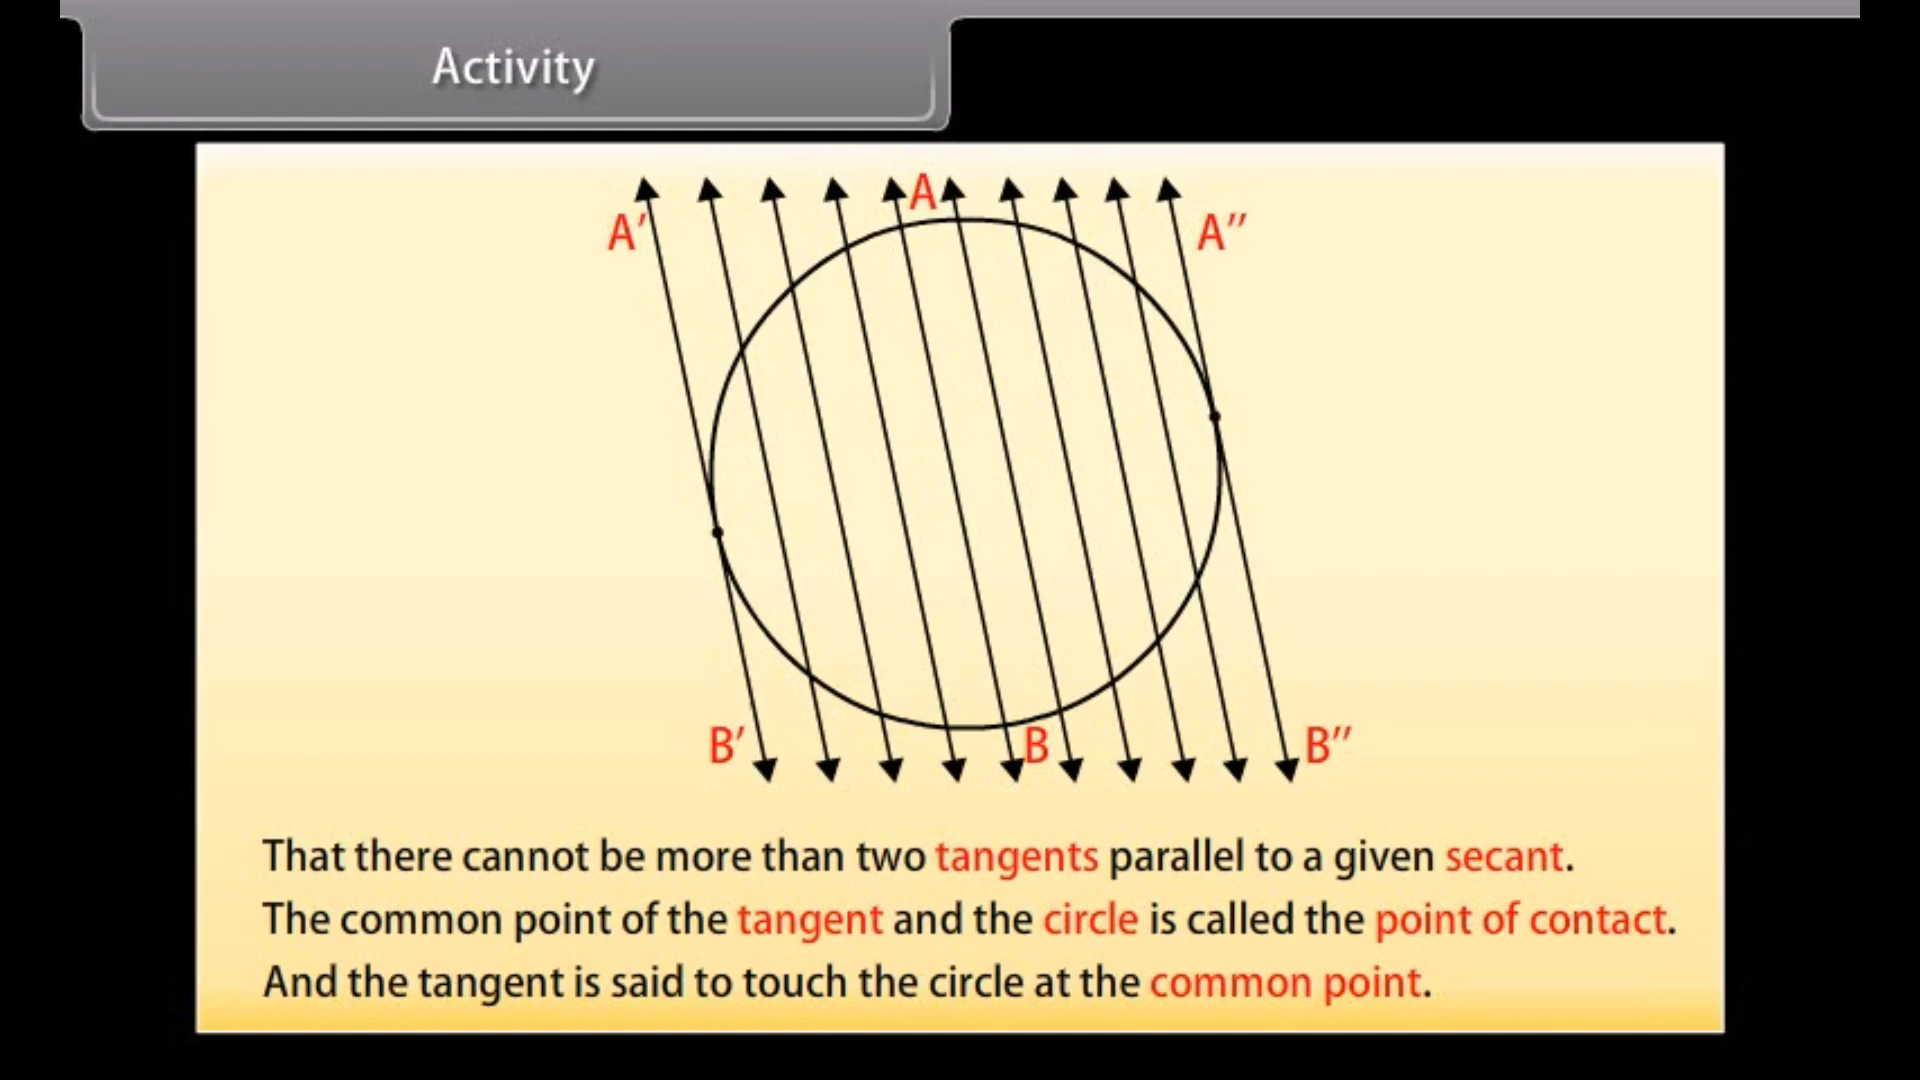 Activity
A
A′
A″
B′
B
B″
That there cannot be more than two tangents parallel to a given secant.
The common point of the tangent and the circle is called the point of contact.
And the tangent is said to touch the circle at the common point.